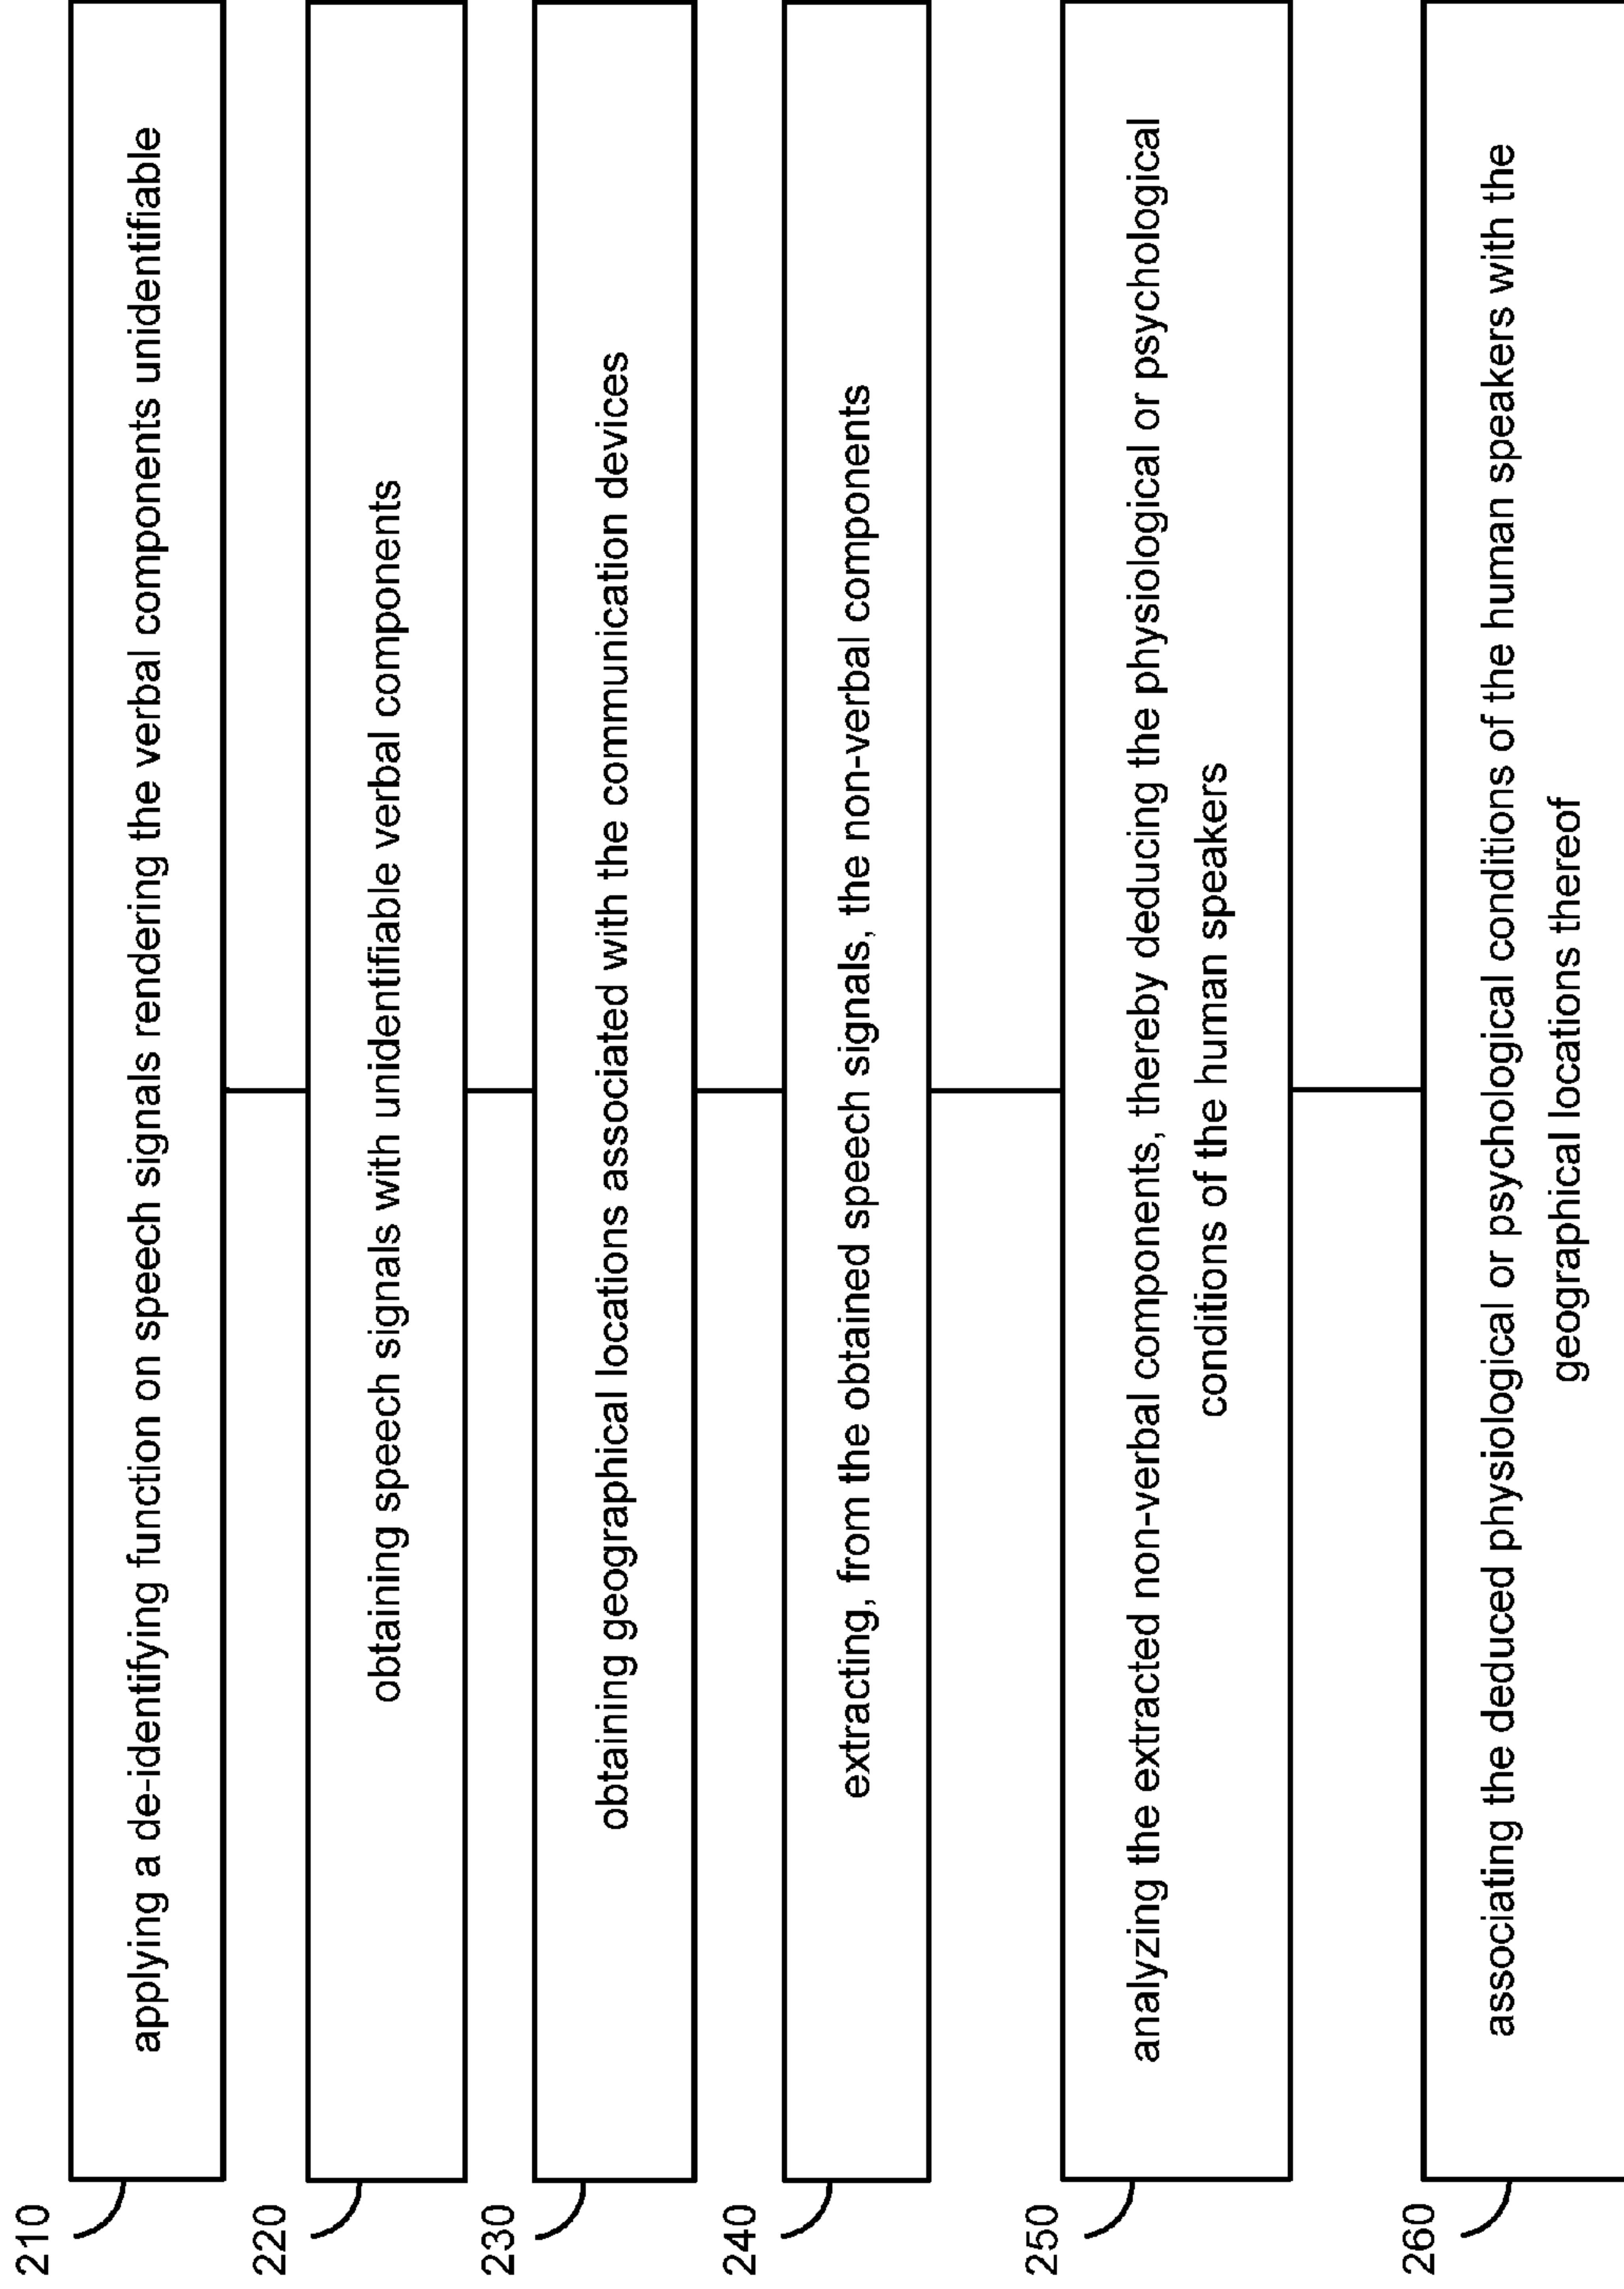 210
applying a de-identifying function on speech signals rendering the verbal components unidentifiable
220
obtaining speech signals with unidentifiable verbal components
230
obtaining geographical locations associated with the communication devices
240
extracting, from the obtained speech signals, the non-verbal components
250
analyzing the extracted non-verbal components, thereby deducing the physiological or psychological
conditions of the human speakers
260
associating the deduced physiological or psychological conditions of the human speakers with the
geographical locations thereof